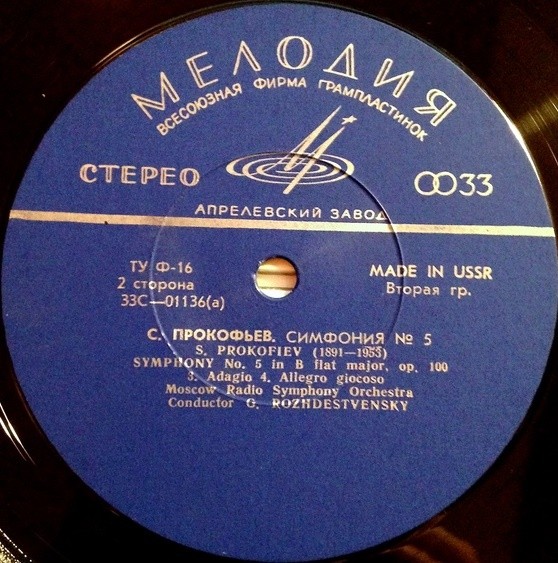 МЕЛОДИЯ
ВСЕСОЮЗНАЯ ФИРМА ГРАМПЛАСТИНОК
СТЕРЕО
33
АПРЕЛЕВСКИЙ ЗАВОД
ТУ Ф-16
2 сторона
33С—01136(а)
MADE IN USSR
Вторая гр.
С. ПРОКОФЬЕВ. СИМФОНИЯ № 5
S. PROKOFIEV (1891—1953)
SYMPHONY No. 5 in B flat major, op. 100
3. Adagio 4. Allegro giocoso
Moscow Radio Symphony Orchestra
Conductor G. ROZHDESTVENSKY